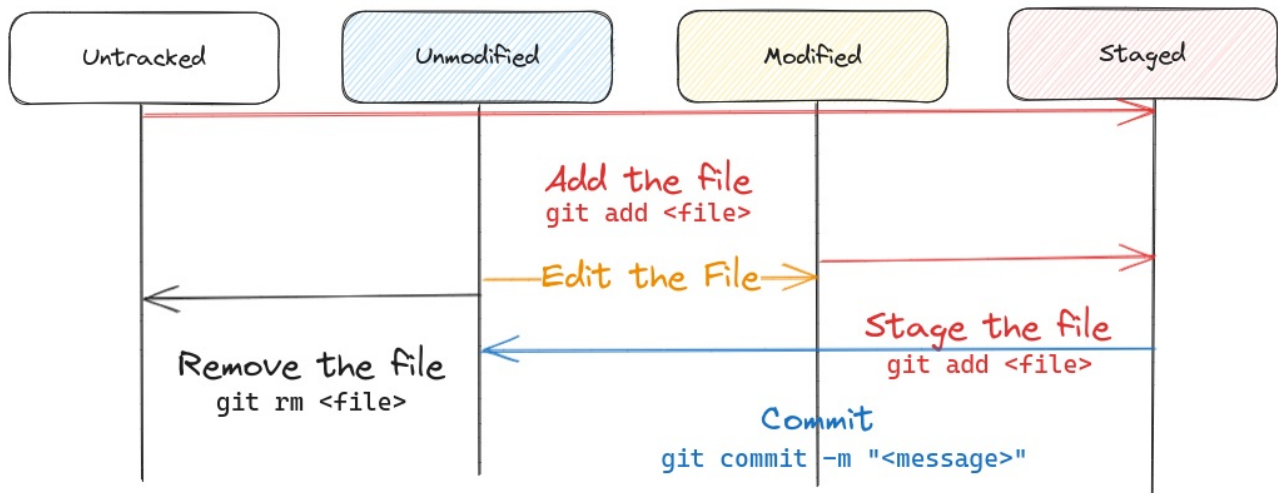 Untracked
Unmodified
Modified
Staged
Add the file
git add <file>
Edit the File
Stage the file
git add <file>
Remove the file
git rm <file>
Commit
git commit -m "<message>"